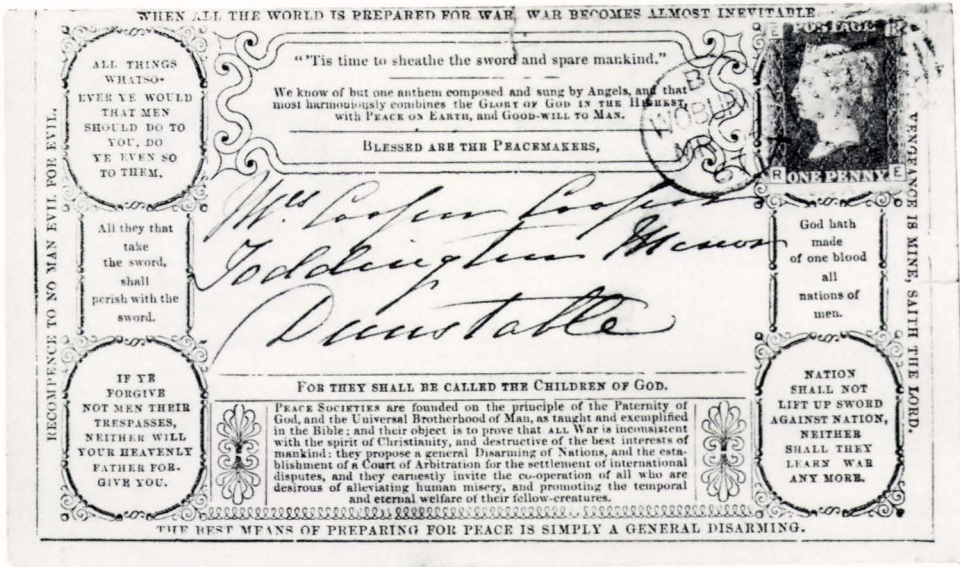 WHEN ALL THE WORLD IS PREPARED FOR WAR, WAR BECOMES ALMOST INEVITABLE
RECOMPENCE TO NO MAN EVIL FOR EVIL.
ALL THINGS
WHATSO-
EVER YE WOULD
THAT MEN
SHOULD DO TO
YOU, DO
YE EVEN SO
TO THEM.
"'Tis time to sheathe the sword and spare mankind."
We know of but one anthem composed and sung by Angels, and that
most harmoniously combines the GLORY OF GOD IN THE HIGHEST,
with PEACE ON EARTH, and GOOD-WILL TO MAN.
BLESSED ARE THE PEACEMAKERS,
B
WOBURN
E POSTAGE R
R ONE PENNY E
All they that
take
the sword,
shall
perish with the
sword.
Cooper Cooper
Toddington Manor
Dunstable
God hath
made
of one blood
all
nations of
men.
VENGEANCE IS MINE, SAITH THE LORD.
IF YE
FORGIVE
NOT MEN THEIR
TRESPASSES,
NEITHER WILL
YOUR HEAVENLY
FATHER FOR-
GIVE YOU.
FOR THEY SHALL BE CALLED THE CHILDREN OF GOD.
PEACE SOCIETIES are founded on the principle of the Paternity of
God, and the Universal Brotherhood of Man, as taught and exemplified
in the Bible; and their object is to prove that ALL War is inconsistent
with the spirit of Christianity, and destructive of the best interests of
mankind: they propose a general Disarming of Nations, and the esta-
blishment of a Court of Arbitration for the settlement of international
disputes, and they earnestly invite the co-operation of all who are
desirous of alleviating human misery, and promoting the temporal
and eternal welfare of their fellow-creatures.
NATION
SHALL NOT
LIFT UP SWORD
AGAINST NATION,
NEITHER
SHALL THEY
LEARN WAR
ANY MORE.
THE BEST MEANS OF PREPARING FOR PEACE IS SIMPLY A GENERAL DISARMING.